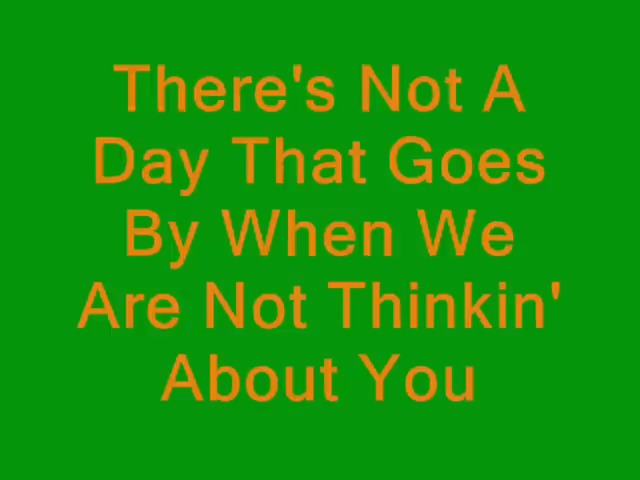 There's Not A
Day That Goes
By When We
Are Not Thinkin'
About You